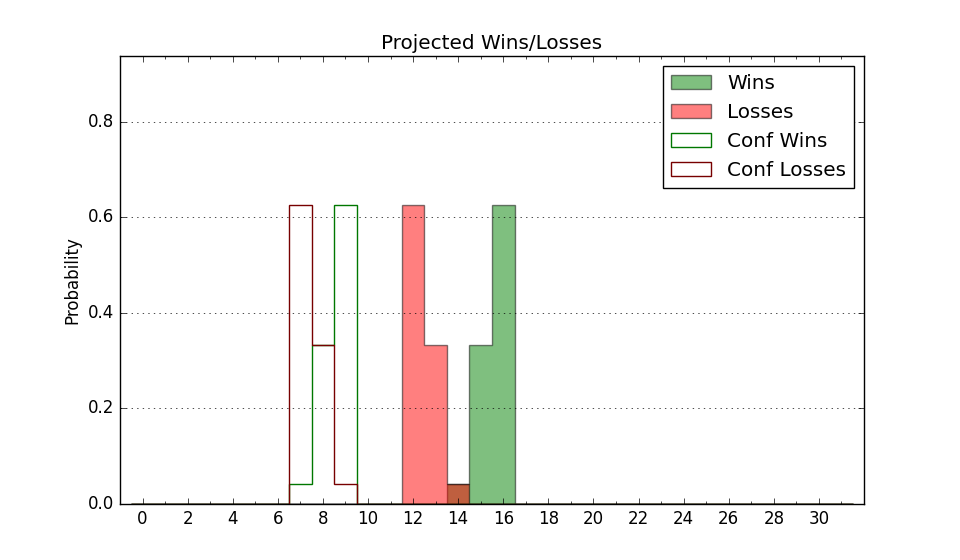 Projected Wins/Losses
Wins
Losses
Conf Wins
Conf Losses
Probability
0.8
0.6
0.4
0.2
0.0
0 2 4 6 8 10 12 14 16 18 20 22 24 26 28 30